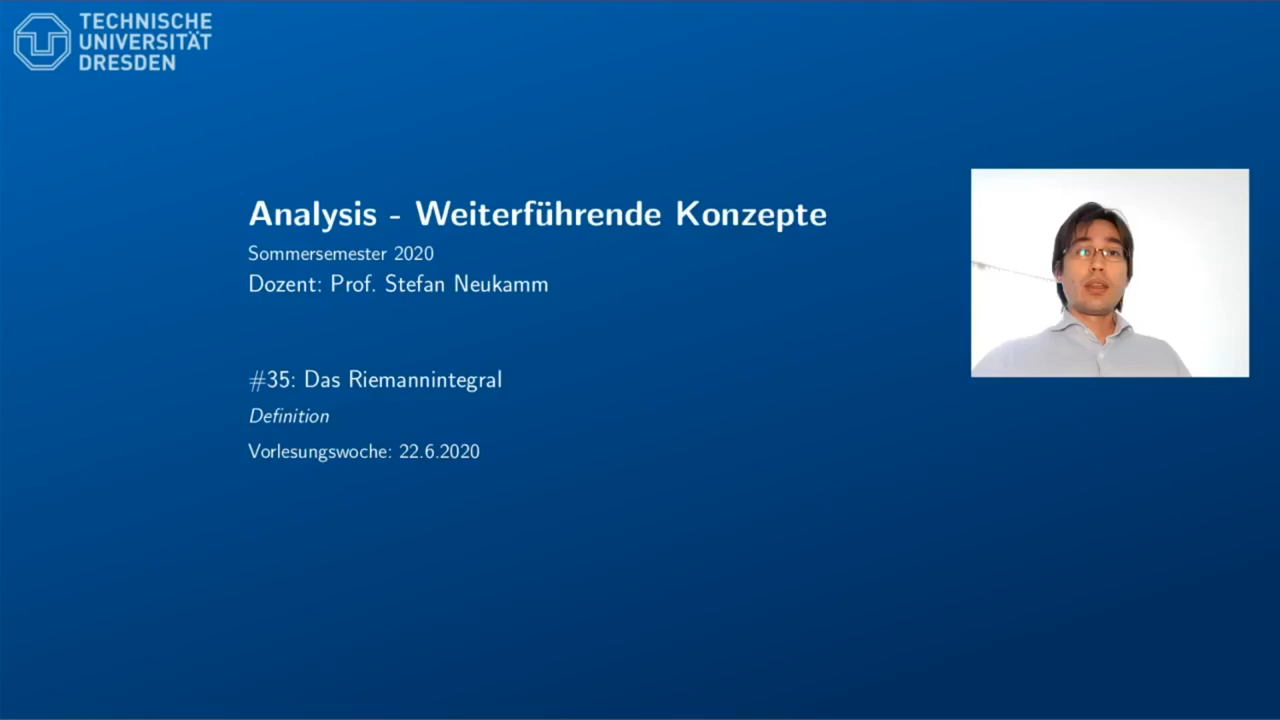 TECHNISCHE
UNIVERSITÄT
DRESDEN
Analysis - Weiterführende Konzepte
Sommersemester 2020
Dozent: Prof. Stefan Neukamm
#35: Das Riemannintegral
Definition
Vorlesungswoche: 22.6.2020